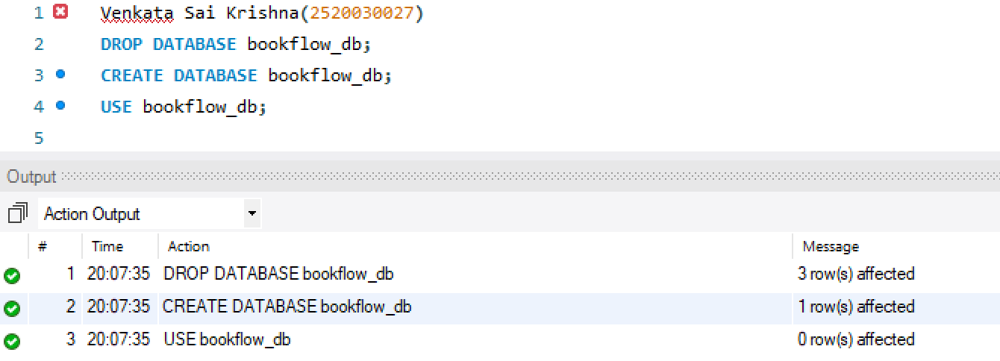 1 Venkata Sai Krishna(2520030027)
2 DROP DATABASE bookflow_db;
3 CREATE DATABASE bookflow_db;
4 USE bookflow_db;
5
Output
Action Output
# Time Action Message
1 20:07:35 DROP DATABASE bookflow_db 3 row(s) affected
2 20:07:35 CREATE DATABASE bookflow_db 1 row(s) affected
3 20:07:35 USE bookflow_db 0 row(s) affected